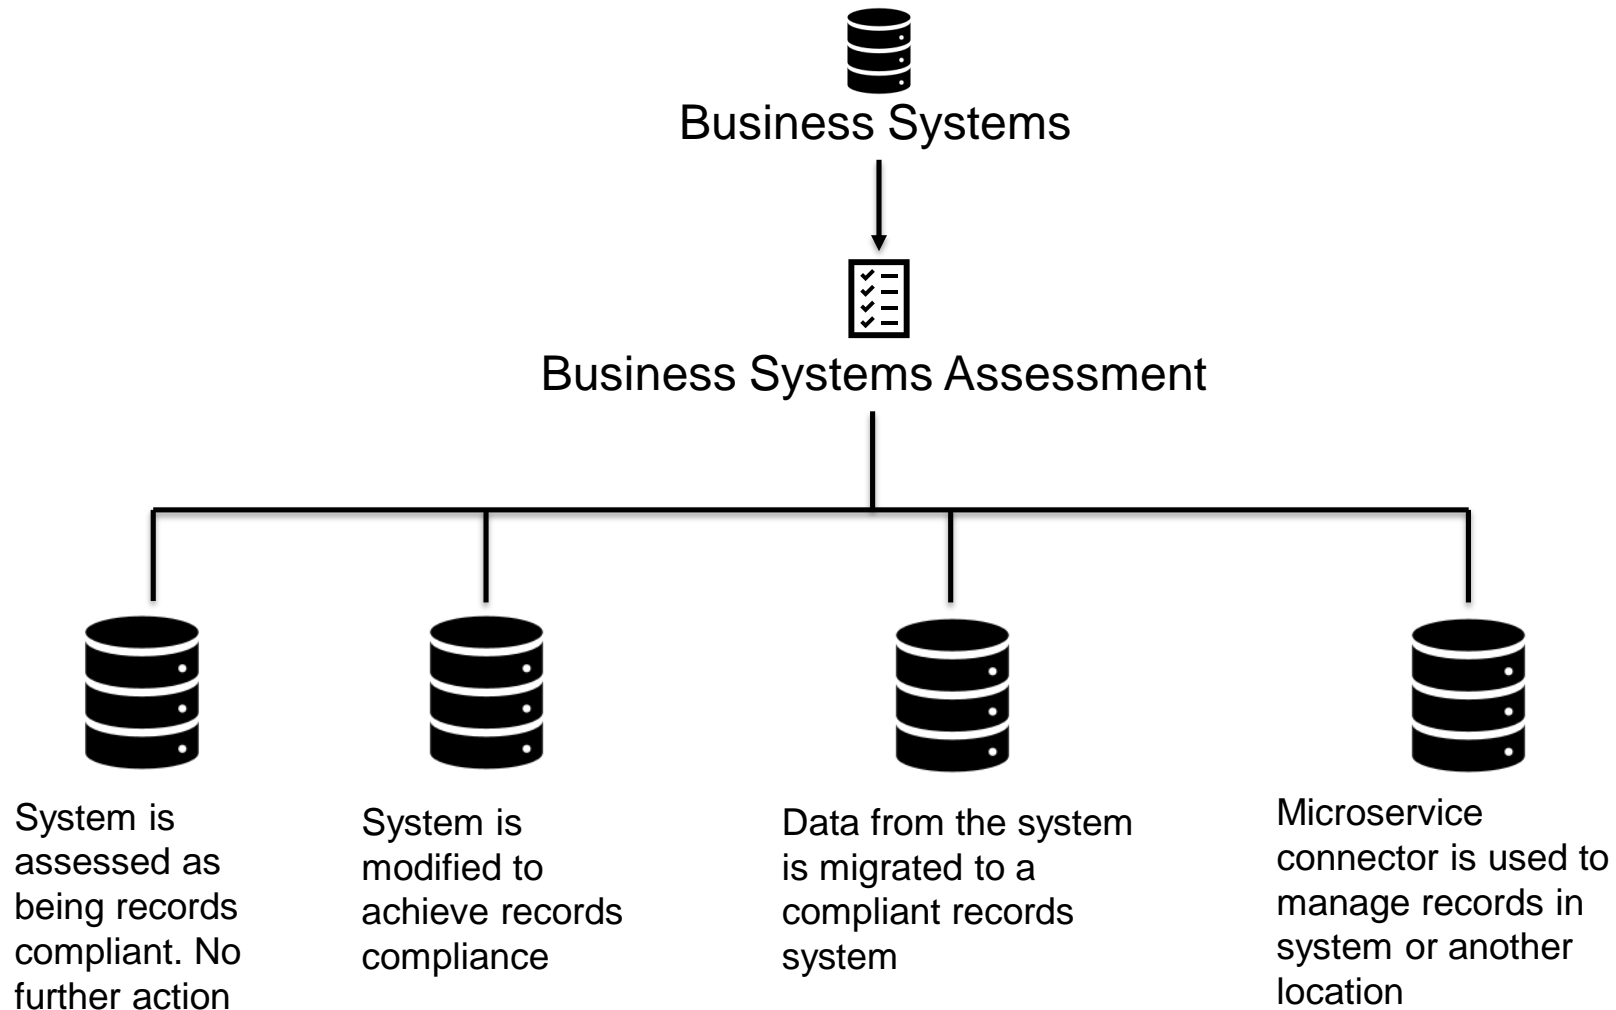 Business Systems
Business Systems Assessment
System is
assessed as
being records
compliant. No
further action
System is
modified to
achieve records
compliance
Data from the system
is migrated to a
compliant records
system
Microservice
connector is used to
manage records in
system or another
location